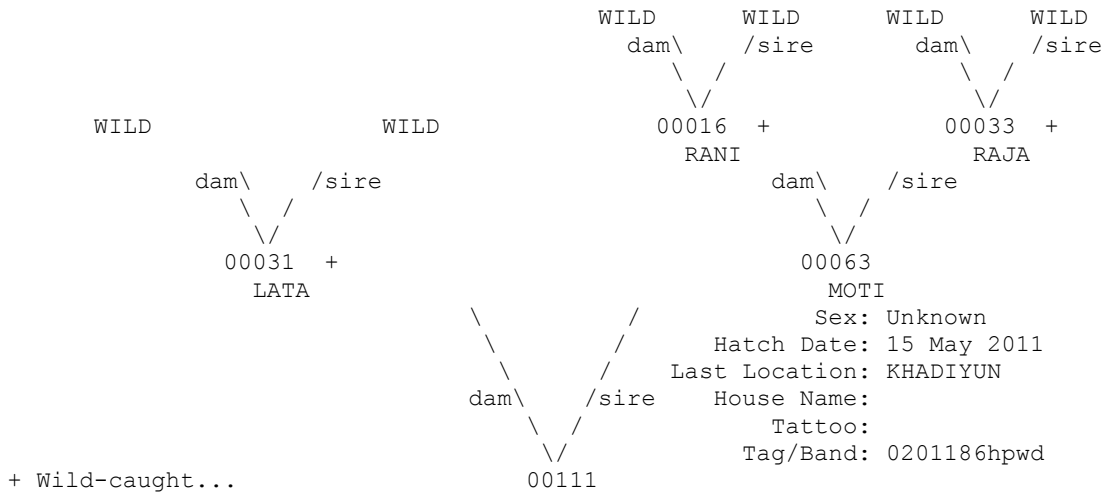 WILD WILD WILD WILD
dam\ /sire dam\ /sire
\ / \ /
\/ \/
WILD WILD 00016 + 00033 +
RANI RAJA
dam\ /sire dam\ /sire
\ / \ /
\/ \/
00031 + 00063
LATA MOTI
\ / Sex: Unknown
\ / Hatch Date: 15 May 2011
\ / Last Location: KHADIYUN
dam\ /sire House Name:
\ / Tattoo:
\/ Tag/Band: 0201186hpwd
+ Wild-caught... 00111